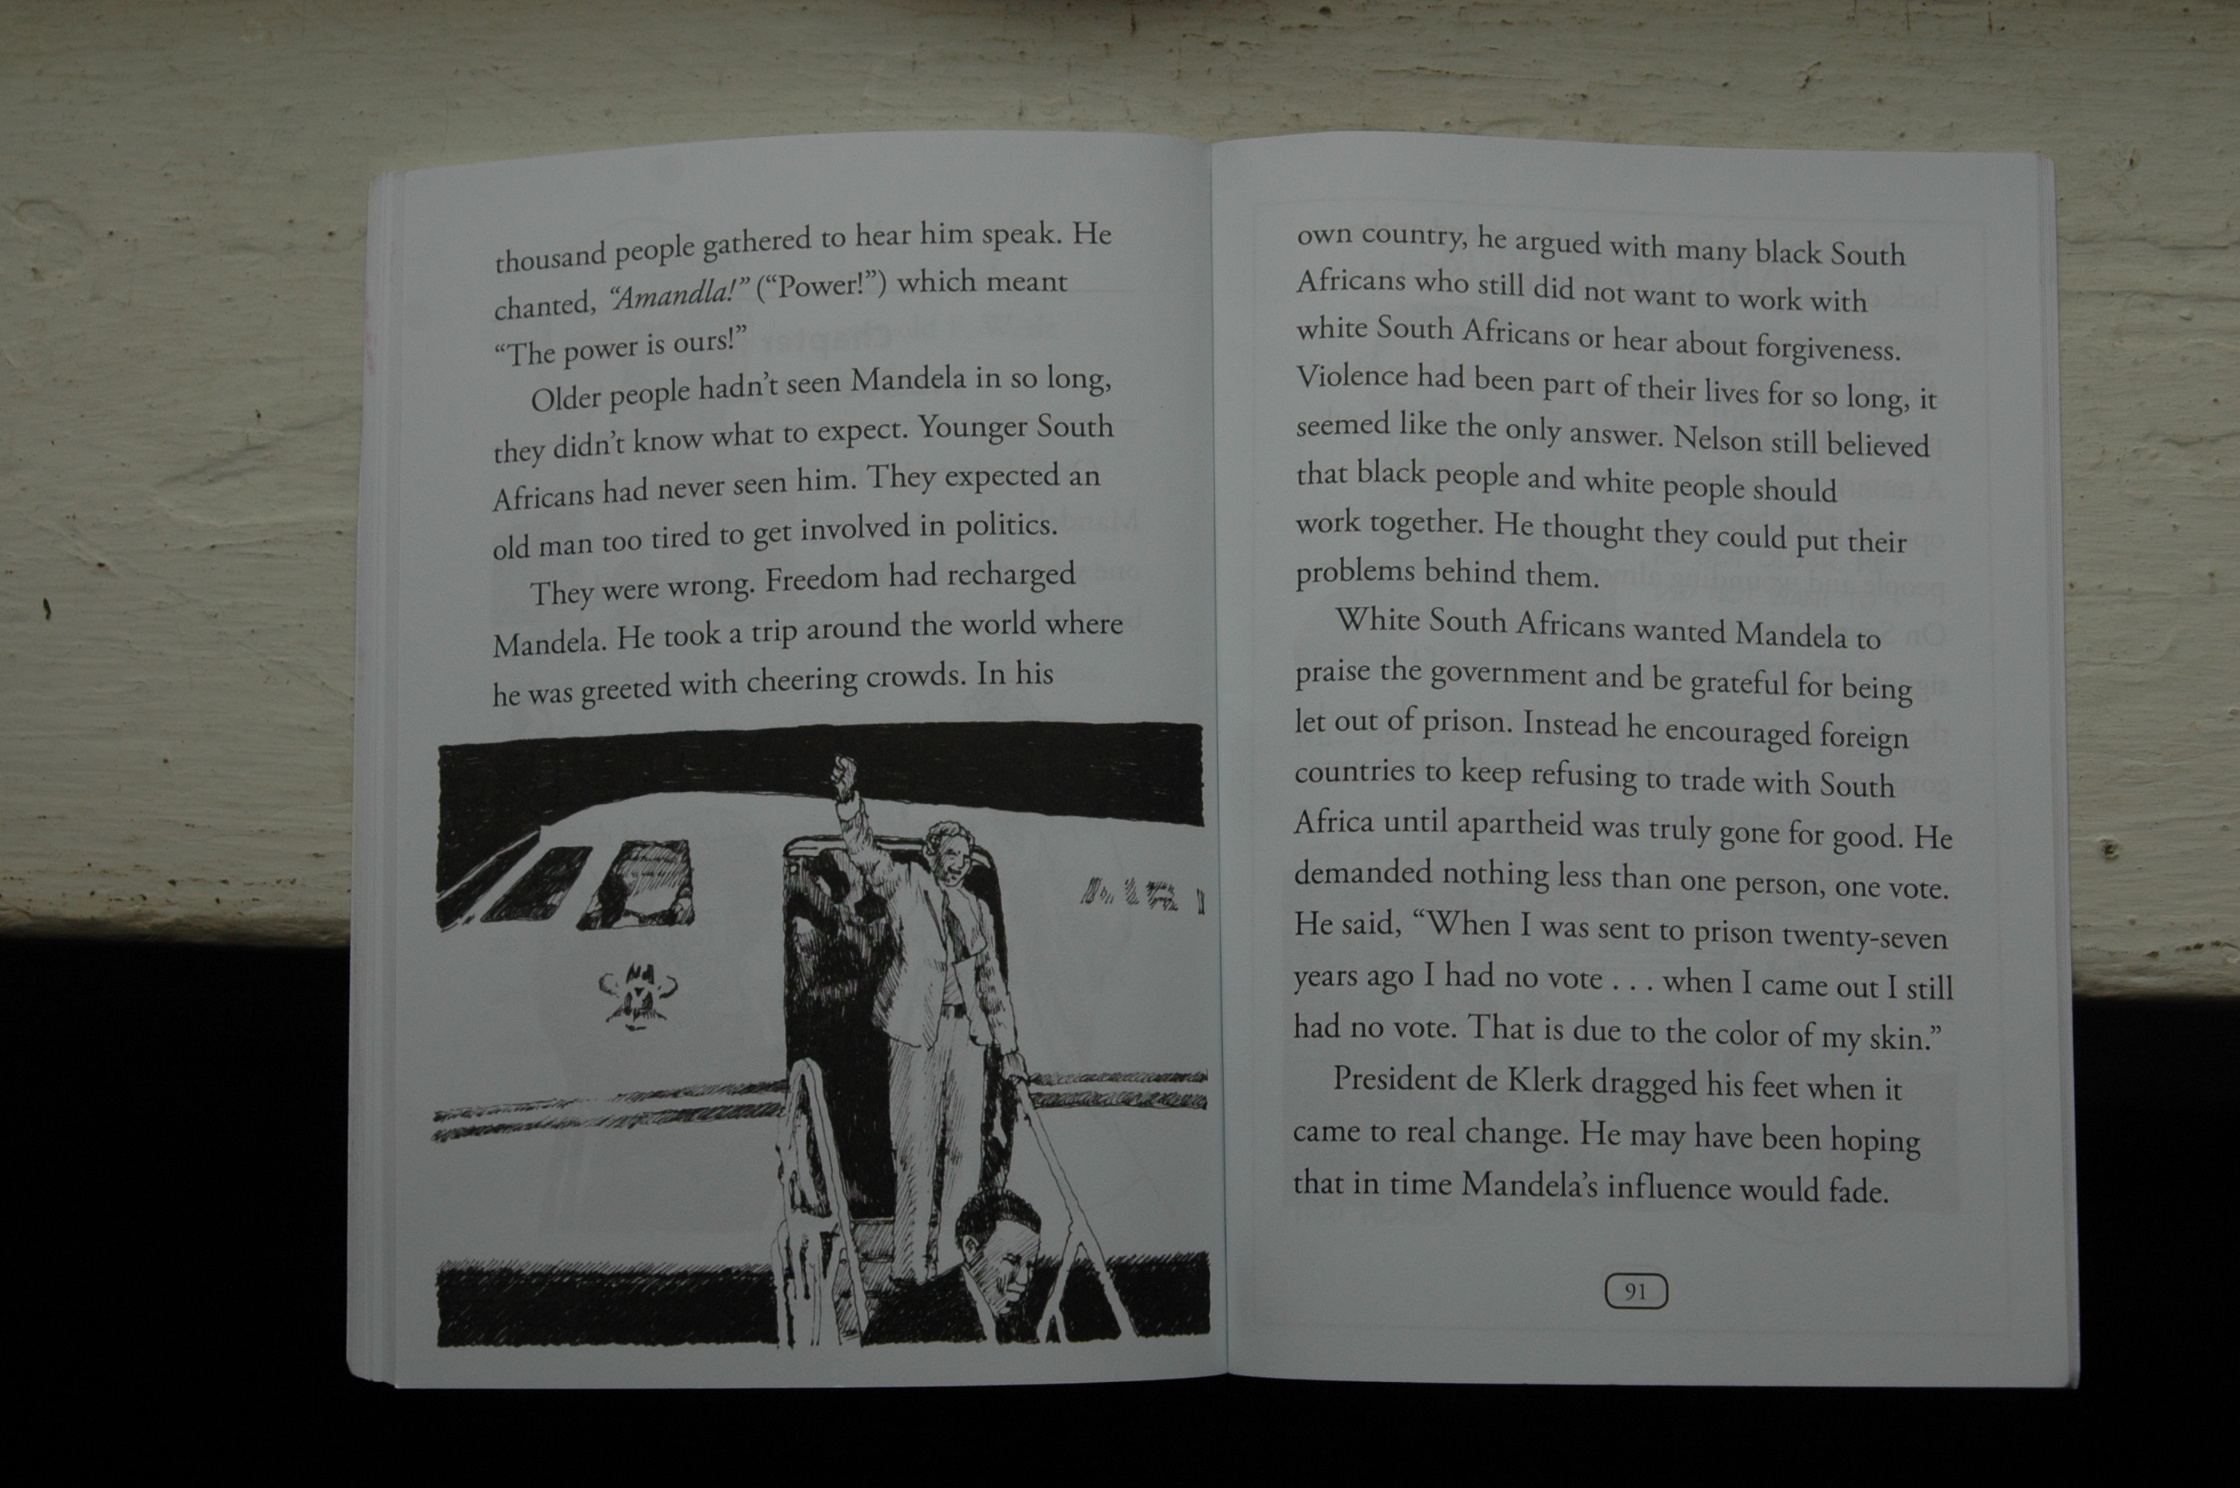 thousand people gathered to hear him speak. He
chanted, “Amandla!” (“Power!”) which meant
“The power is ours!”
Older people hadn’t seen Mandela in so long,
they didn’t know what to expect. Younger South
Africans had never seen him. They expected an
old man too tired to get involved in politics.
They were wrong. Freedom had recharged
Mandela. He took a trip around the world where
he was greeted with cheering crowds. In his
own country, he argued with many black South
Africans who still did not want to work with
white South Africans or hear about forgiveness.
Violence had been part of their lives for so long, it
seemed like the only answer. Nelson still believed
that black people and white people should
work together. He thought they could put their
problems behind them.
White South Africans wanted Mandela to
praise the government and be grateful for being
let out of prison. Instead he encouraged foreign
countries to keep refusing to trade with South
Africa until apartheid was truly gone for good. He
demanded nothing less than one person, one vote.
He said, “When I was sent to prison twenty-seven
years ago I had no vote . . . when I came out I still
had no vote. That is due to the color of my skin.”
President de Klerk dragged his feet when it
came to real change. He may have been hoping
that in time Mandela’s influence would fade.
91